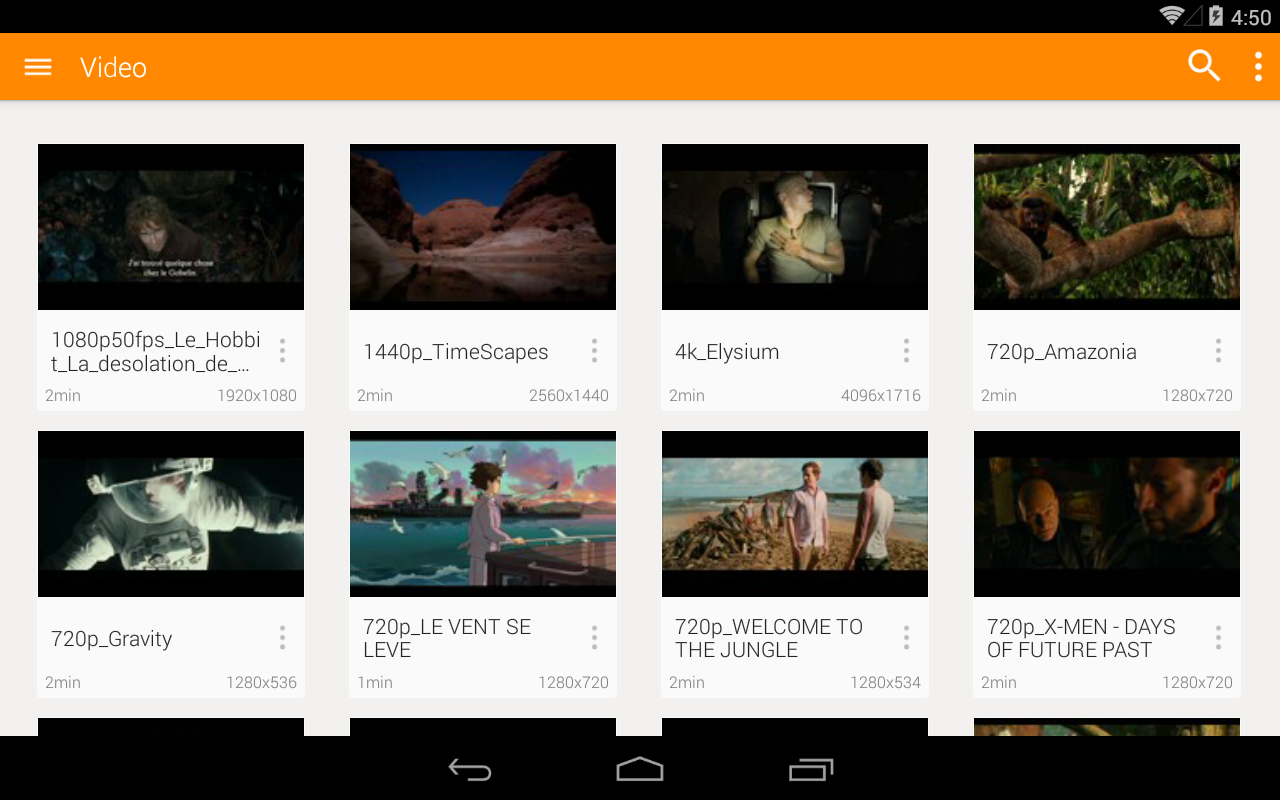 4:50
Video
J'ai trouvé quelque chose
chez le Gobelin.
1080p50fps_Le_Hobbi
t_La_desolation_de_…
2min 1920x1080
1440p_TimeScapes
2min 2560x1440
4k_Elysium
2min 4096x1716
720p_Amazonia
2min 1280x720
720p_Gravity
2min 1280x536
720p_LE VENT SE
LEVE
1min 1280x720
720p_WELCOME TO
THE JUNGLE
2min 1280x534
720p_X-MEN - DAYS
OF FUTURE PAST
2min 1280x720